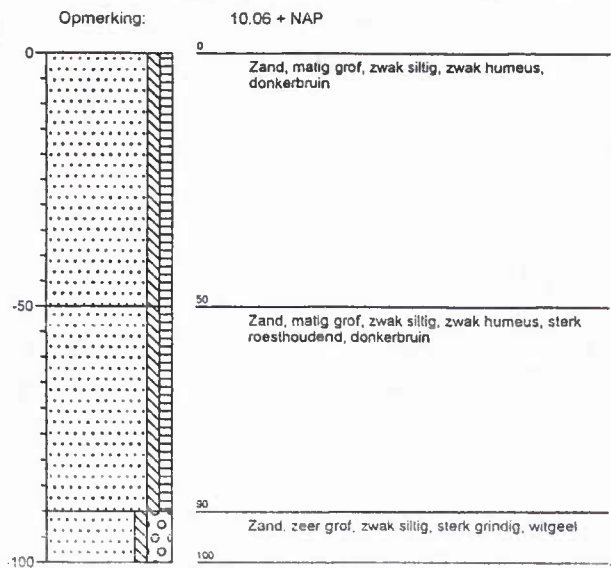 Opmerking: 10.06 + NAP
0 0
Zand, matig grof, zwak siltig, zwak humeus,
donkerbruin
-50 50
Zand, matig grof, zwak siltig, zwak humeus, sterk
roesthoudend, donkerbruin
90
Zand, zeer grof, zwak siltig, sterk grindig, witgeel
-100 100